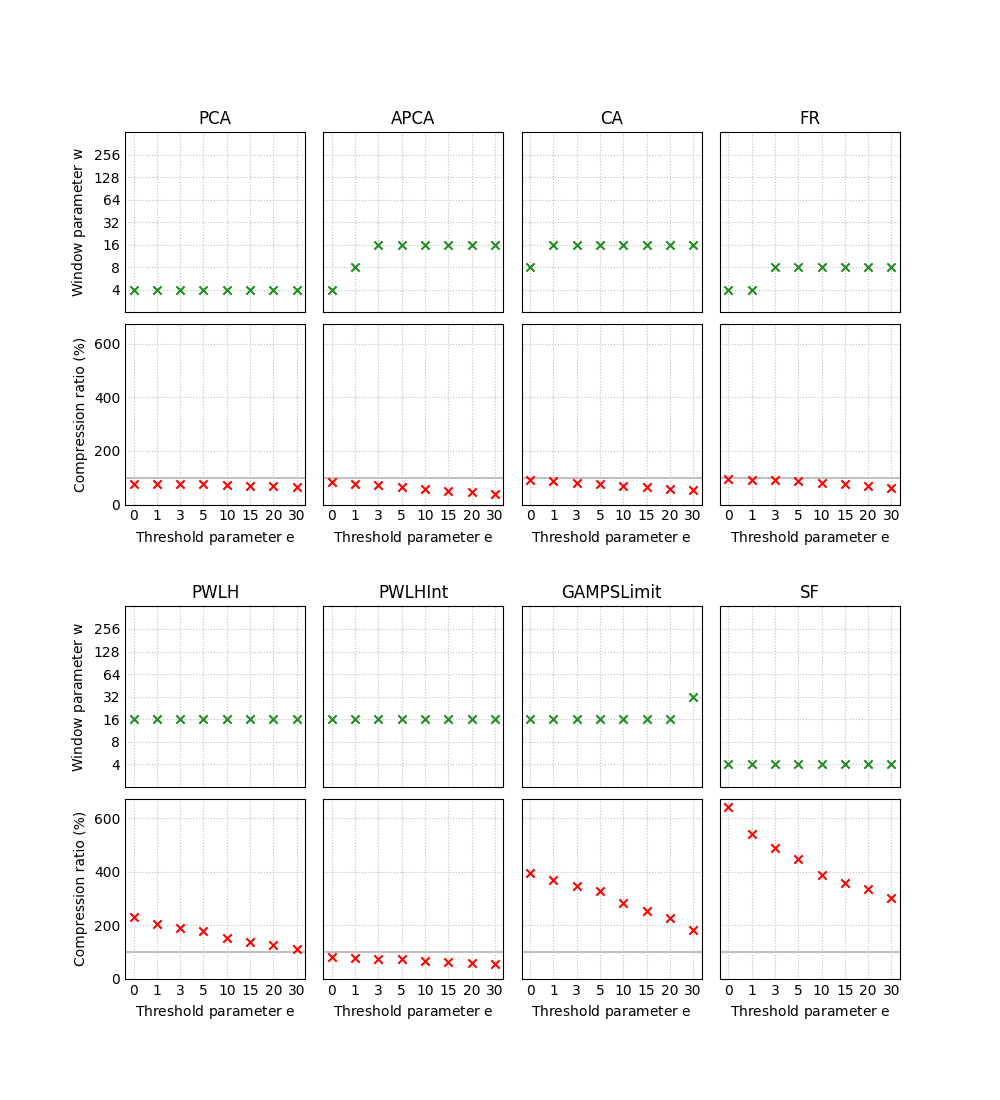 PCA APCA CA FR
Window parameter w
256
128
64
32
16
8
4
Compression ratio (%)
600
400
200
0
0 1 3 5 10 15 20 30 0 1 3 5 10 15 20 30 0 1 3 5 10 15 20 30 0 1 3 5 10 15 20 30
Threshold parameter e Threshold parameter e Threshold parameter e Threshold parameter e
PWLH PWLHInt GAMPSLimit SF
Window parameter w
256
128
64
32
16
8
4
Compression ratio (%)
600
400
200
0
0 1 3 5 10 15 20 30 0 1 3 5 10 15 20 30 0 1 3 5 10 15 20 30 0 1 3 5 10 15 20 30
Threshold parameter e Threshold parameter e Threshold parameter e Threshold parameter e